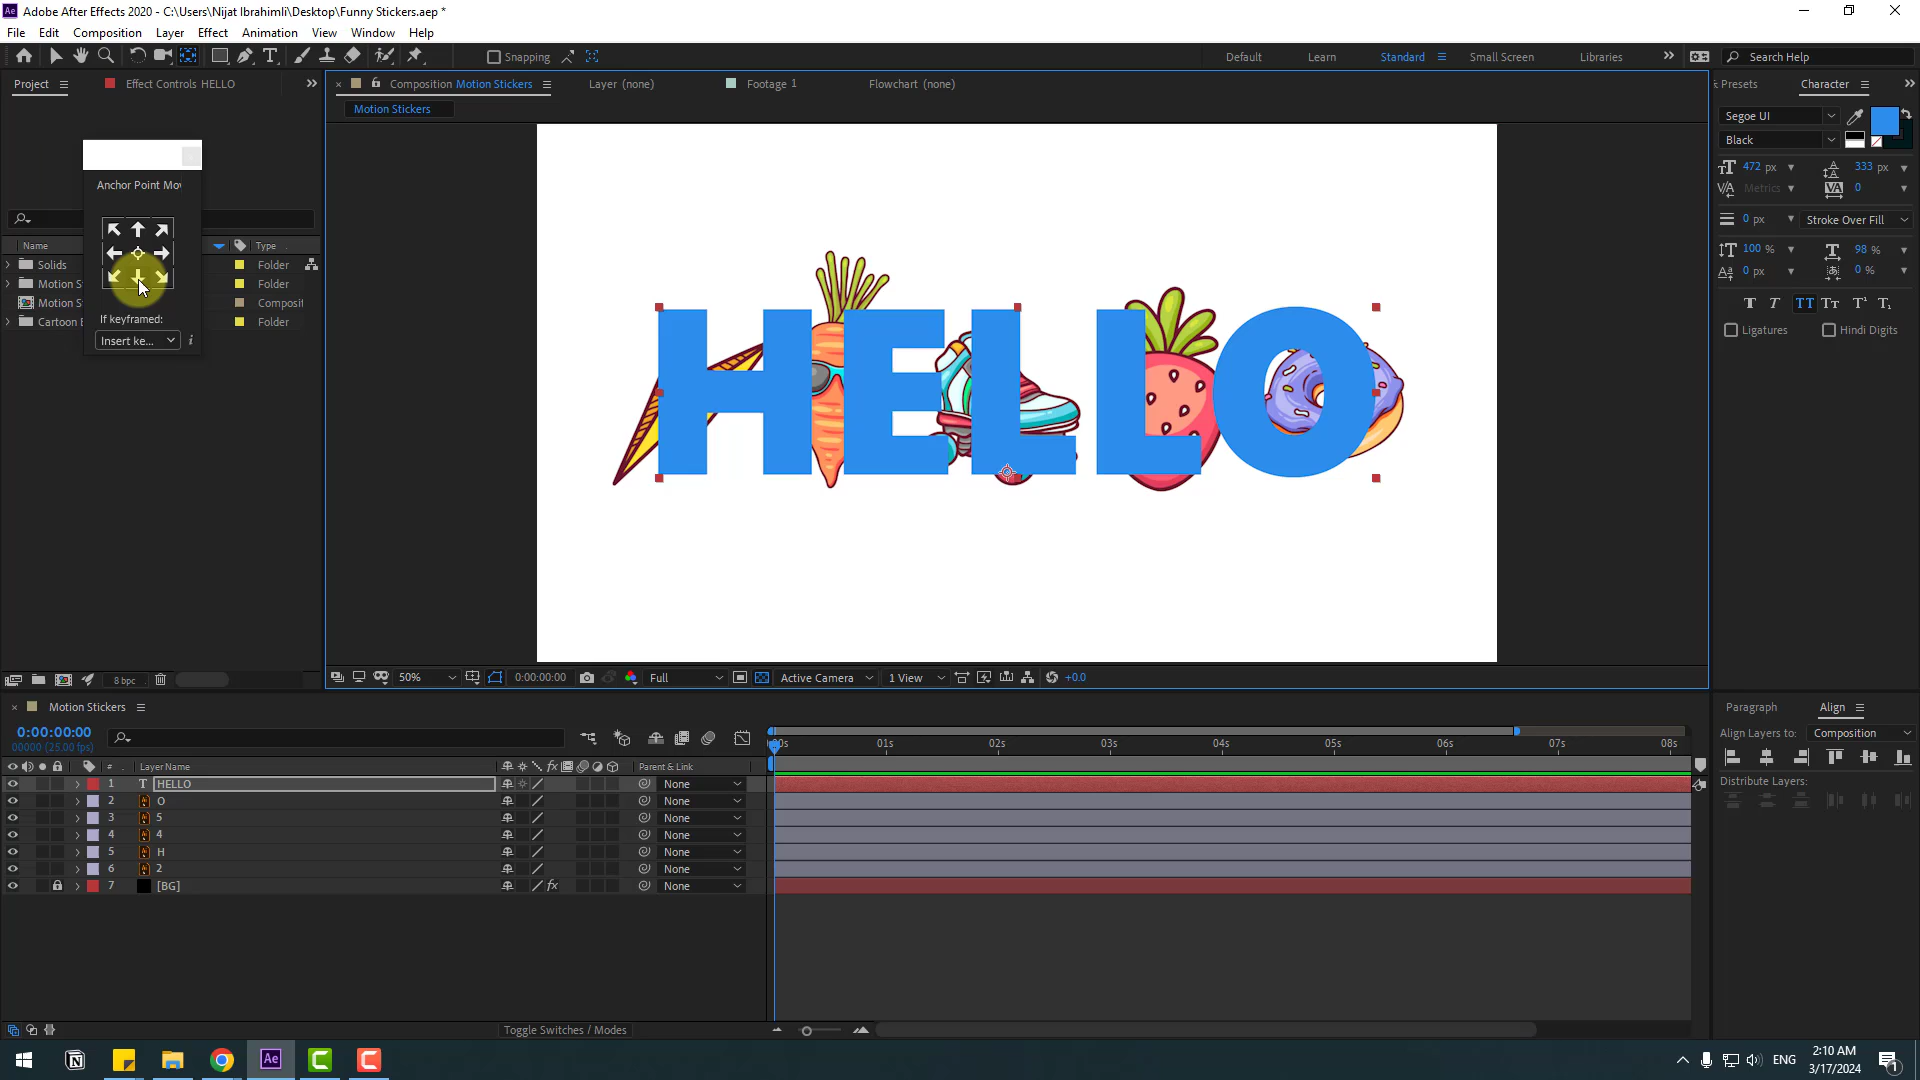 Adobe After Effects 2020 - C:\Users\Nijat Ibrahimli\Desktop\Funny Stickers.aep *
File Edit Composition Layer Effect Animation View Window Help
Snapping Default Learn Standard Small Screen Libraries Search Help
Project Effect Controls HELLO Composition Motion Stickers Layer (none) Footage 1 Flowchart (none) Presets Character
Motion Stickers
Segoe UI
Black
Anchor Point Mo
472 px 333 px
Metrics 0
0 px Stroke Over Fill
Name Type
Solids Folder
100 % 98 %
0 px 0 %
Motion S Folder
Motion S Composit
Cartoon E Folder
If keyframed:
Insert ke...
Ligatures Hindi Digits
HELLO
8 bpc
50% 0:00:00:00 Full Active Camera 1 View +0.0
Motion Stickers
Paragraph Align
0:00:00:00
00000 (25.00 fps)
Align Layers to: Composition
00s 01s 02s 03s 04s 05s 06s 07s 08s
# Layer Name fx Parent & Link
Distribute Layers:
1 T HELLO None
2 O None
3 5 None
4 4 None
5 H None
6 2 None
7 [BG] fx None
Toggle Switches / Modes
Ae ENG 2:10 AM
3/17/2024
1